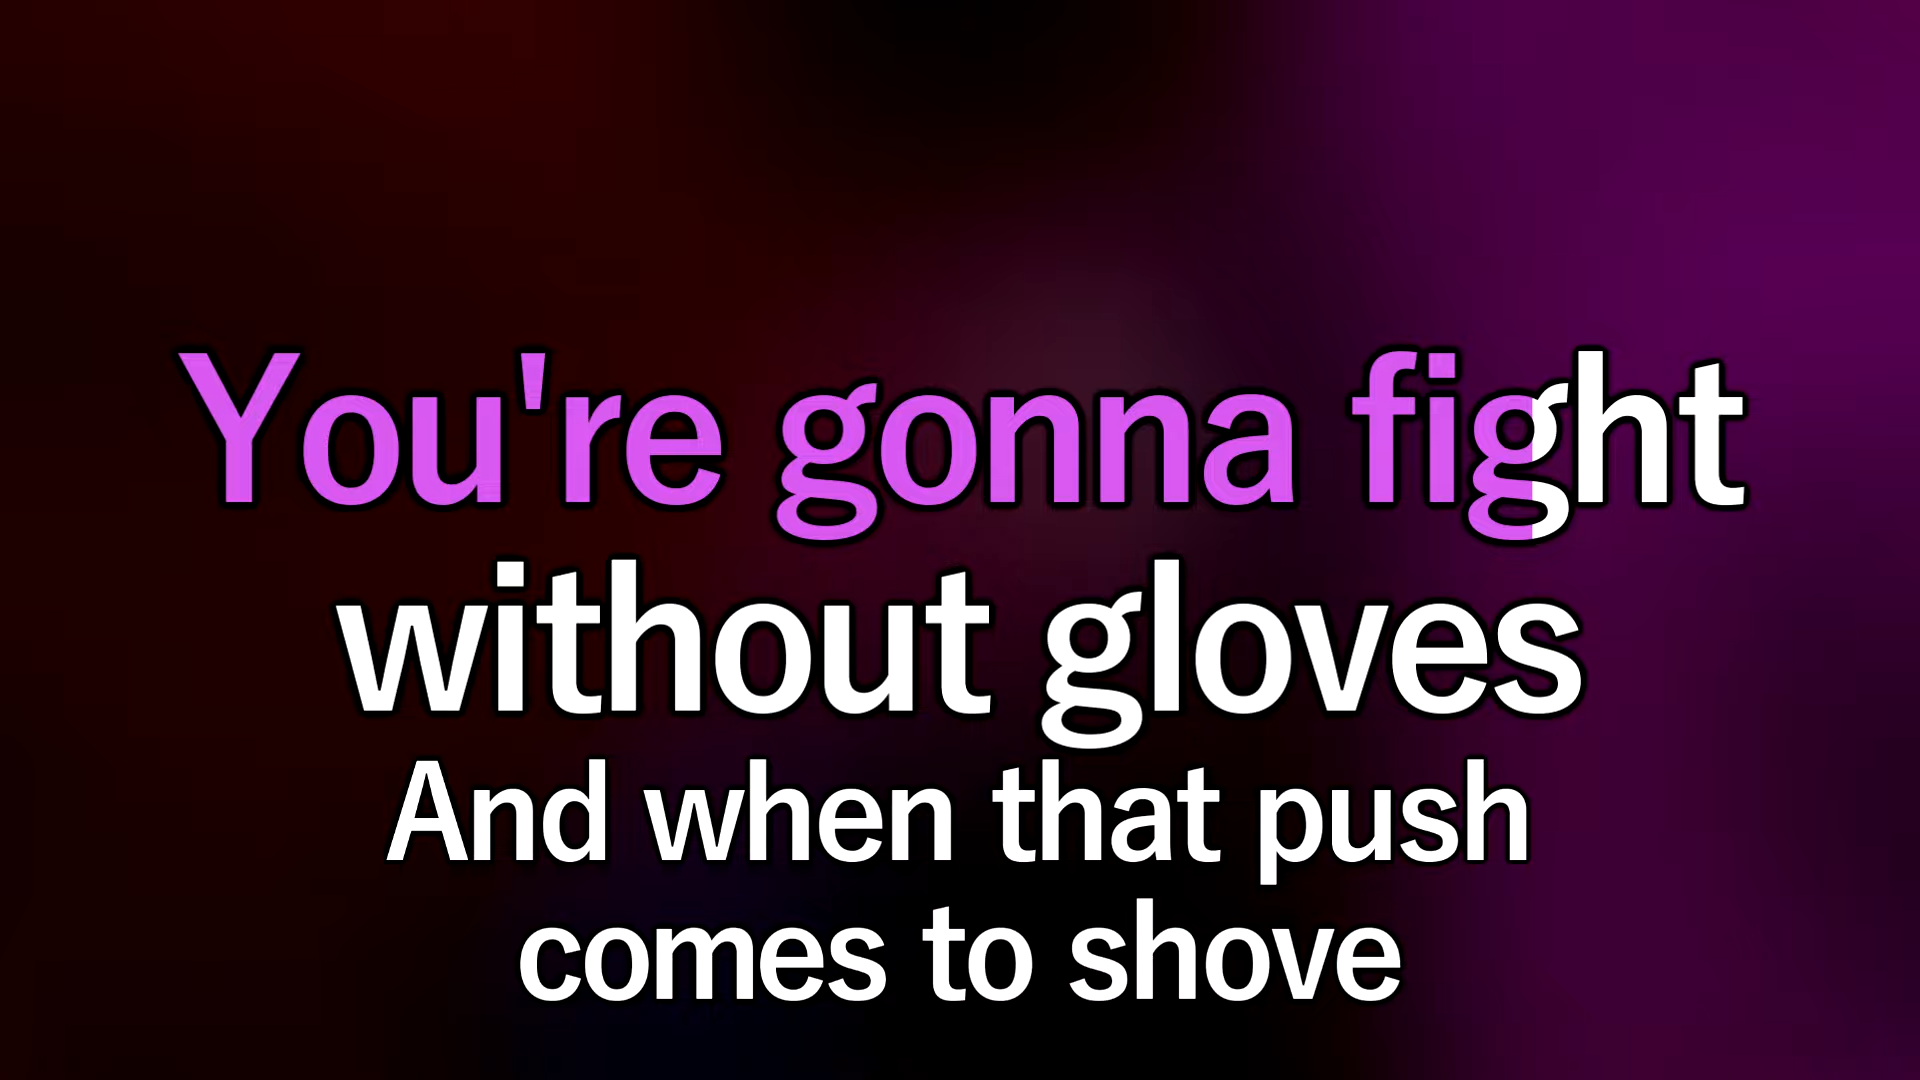 You're gonna fight
without gloves
And when that push
comes to shove